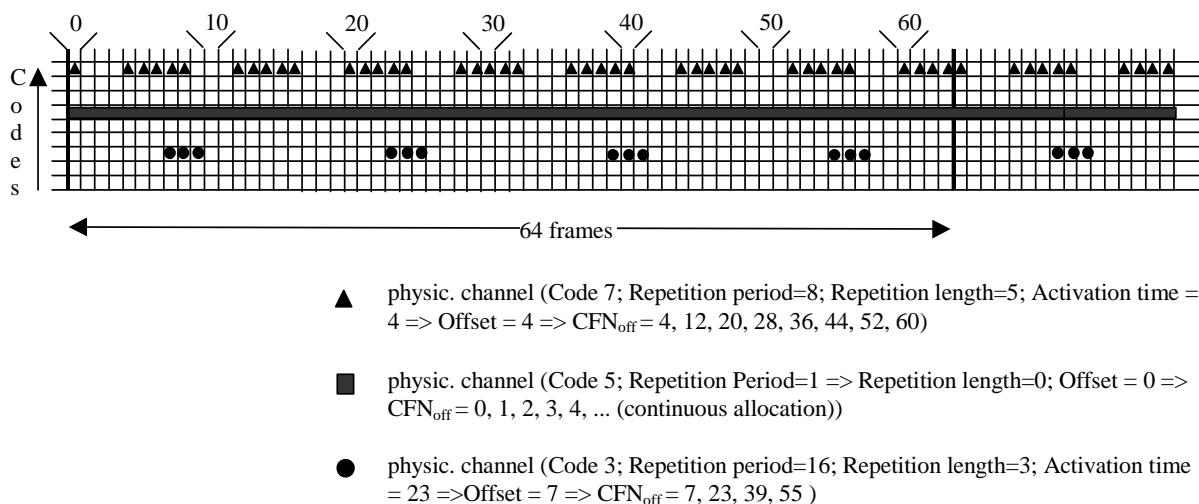 0 10 20 30 40 50 60
C
o
d
e
s
64 frames
physic. channel (Code 7; Repetition period=8; Repetition length=5; Activation time =
4 => Offset = 4 => CFNoff = 4, 12, 20, 28, 36, 44, 52, 60)
physic. channel (Code 5; Repetition Period=1 => Repetition length=0; Offset = 0 =>
CFNoff = 0, 1, 2, 3, 4, ... (continuous allocation))
physic. channel (Code 3; Repetition period=16; Repetition length=3; Activation time
= 23 =>Offset = 7 => CFNoff = 7, 23, 39, 55 )